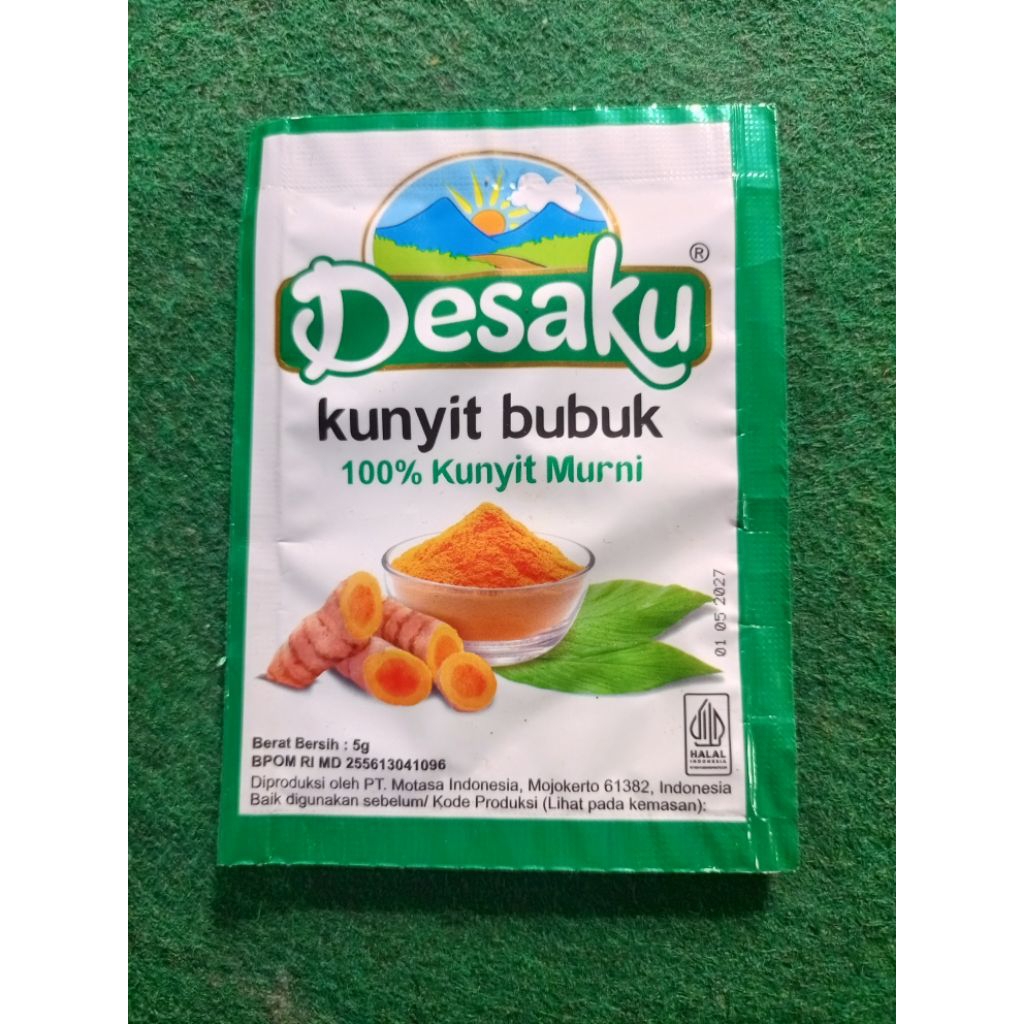 Desaku ®
kunyit bubuk
100% Kunyit Murni
01 05 2027
HALAL
INDONESIA
Berat Bersih : 5g
BPOM RI MD 255613041096
Diproduksi oleh PT. Motasa Indonesia, Mojokerto 61382, Indonesia
Baik digunakan sebelum/ Kode Produksi (Lihat pada kemasan):